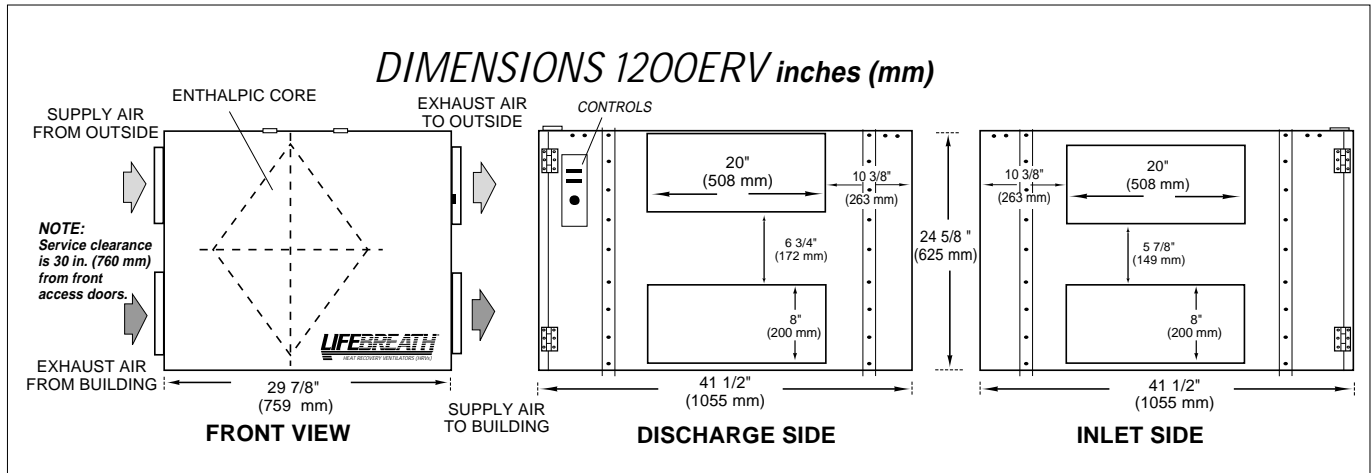 DIMENSIONS 1200ERV inches (mm)
ENTHALPIC CORE
SUPPLY AIR
FROM OUTSIDE
EXHAUST AIR
TO OUTSIDE
NOTE:
Service clearance
is 30 in. (760 mm)
from front
access doors.
EXHAUST AIR
FROM BUILDING
LIFEBREATH
HEAT RECOVERY VENTILATORS (HRVs)
29 7/8"
(759 mm)
SUPPLY AIR
TO BUILDING
FRONT VIEW
CONTROLS
20"
(508 mm)
10 3/8"
(263 mm)
6 3/4"
(172 mm)
8"
(200 mm)
41 1/2"
(1055 mm)
DISCHARGE SIDE
24 5/8 "
(625 mm)
10 3/8"
(263 mm)
20"
(508 mm)
5 7/8"
(149 mm)
8"
(200 mm)
41 1/2"
(1055 mm)
INLET SIDE